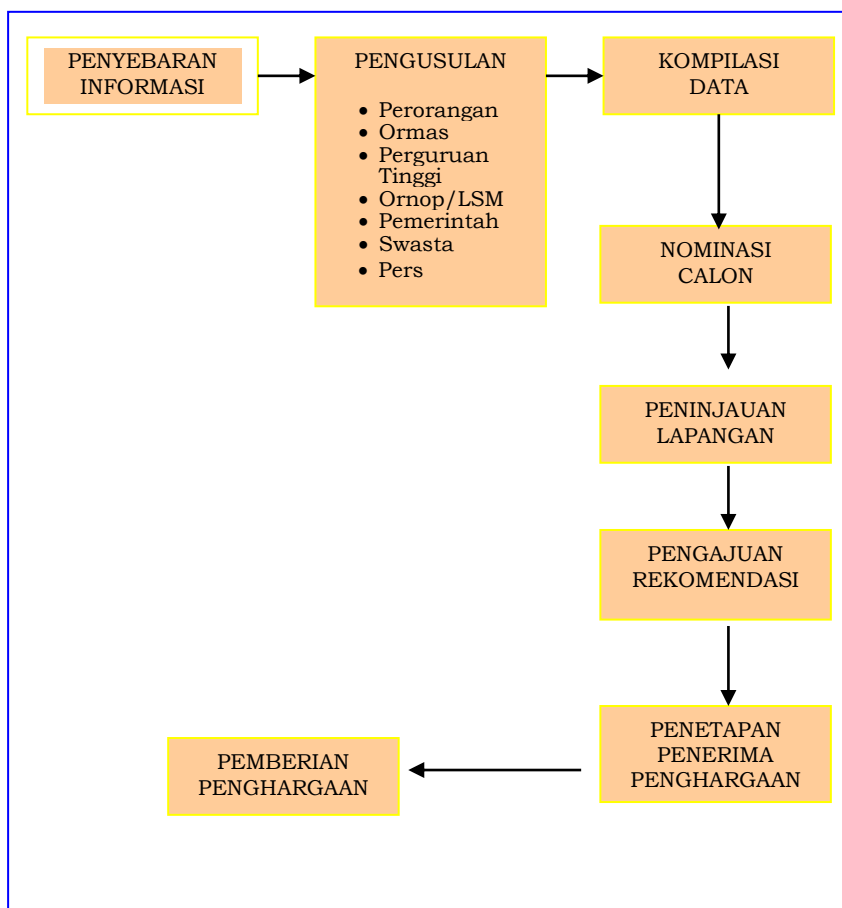 PENYEBARAN
INFORMASI
PENGUSULAN
• Perorangan
• Ormas
• Perguruan
Tinggi
• Ornop/LSM
• Pemerintah
• Swasta
• Pers
KOMPILASI
DATA
NOMINASI
CALON
PENINJAUAN
LAPANGAN
PENGAJUAN
REKOMENDASI
PENETAPAN
PENERIMA
PENGHARGAAN
PEMBERIAN
PENGHARGAAN